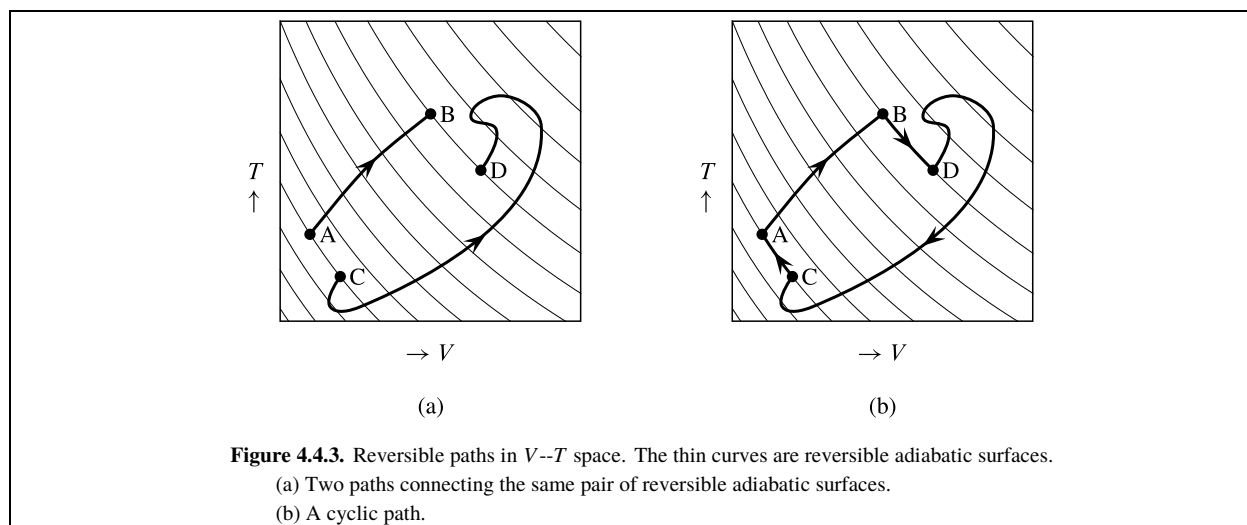 B
D
A
C
T
↑
→ V
(a)
B
D
A
C
T
↑
→ V
(b)
Figure 4.4.3. Reversible paths in V--T space. The thin curves are reversible adiabatic surfaces.
(a) Two paths connecting the same pair of reversible adiabatic surfaces.
(b) A cyclic path.